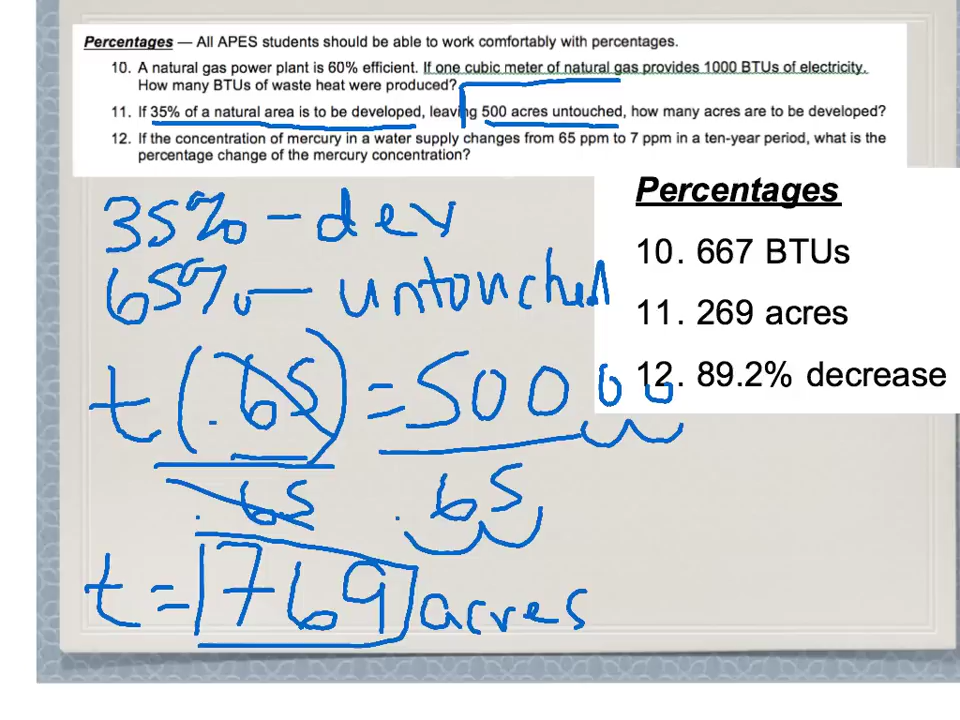 Percentages — All APES students should be able to work comfortably with percentages.
10. A natural gas power plant is 60% efficient. If one cubic meter of natural gas provides 1000 BTUs of electricity.
How many BTUs of waste heat were produced?
11. If 35% of a natural area is to be developed, leaving 500 acres untouched, how many acres are to be developed?
12. If the concentration of mercury in a water supply changes from 65 ppm to 7 ppm in a ten-year period, what is the
percentage change of the mercury concentration?
Percentages
10. 667 BTUs
11. 269 acres
12. 89.2% decrease
35% - dev
65% - untouched
t (.65) = 500 00
.65 .65
t = 769 acres